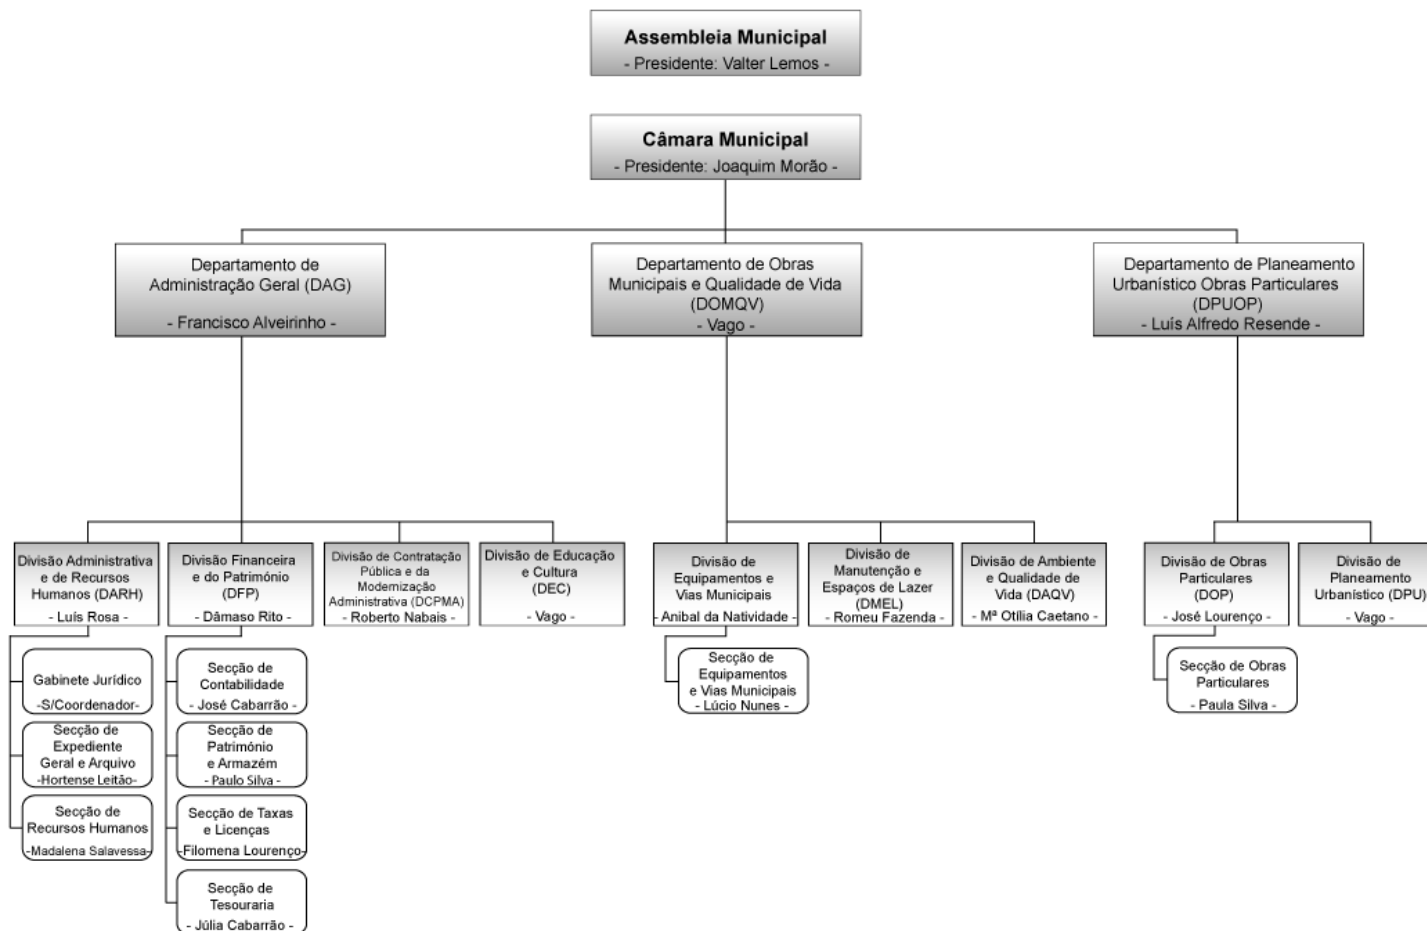 Assembleia Municipal
- Presidente: Valter Lemos -
Câmara Municipal
- Presidente: Joaquim Morão -
Departamento de
Administração Geral (DAG)
- Francisco Alveirinho -
Departamento de Obras
Municipais e Qualidade de Vida
(DOMQV)
- Vago -
Departamento de Planeamento
Urbanístico Obras Particulares
(DPUOP)
- Luís Alfredo Resende -
Divisão Administrativa
e de Recursos
Humanos (DARH)
- Luís Rosa -
Divisão Financeira
e do Património
(DFP)
- Dâmaso Rito -
Divisão de Contratação
Pública e da
Modernização
Administrativa (DCPMA)
- Roberto Nabais -
Divisão de Educação
e Cultura
(DEC)
- Vago -
Divisão de
Equipamentos e
Vias Municipais
- Anibal da Natividade -
Divisão de
Manutenção e
Espaços de Lazer
(DMEL)
- Romeu Fazenda -
Divisão de Ambiente
e Qualidade de
Vida (DAQV)
- Mª Otília Caetano -
Divisão de Obras
Particulares
(DOP)
- José Lourenço -
Divisão de
Planeamento
Urbanístico (DPU)
- Vago -
Gabinete Jurídico
-S/Coordenador-
Secção de
Expediente
Geral e Arquivo
-Hortense Leitão-
Secção de
Recursos Humanos
-Madalena Salavessa-
Secção de
Contabilidade
- José Cabarrão -
Secção de
Património
e Armazém
- Paulo Silva -
Secção de Taxas
e Licenças
-Filomena Lourenço-
Secção de
Tesouraria
- Júlia Cabarrão -
Secção de
Equipamentos
e Vias Municipais
- Lúcio Nunes -
Secção de Obras
Particulares
- Paula Silva -